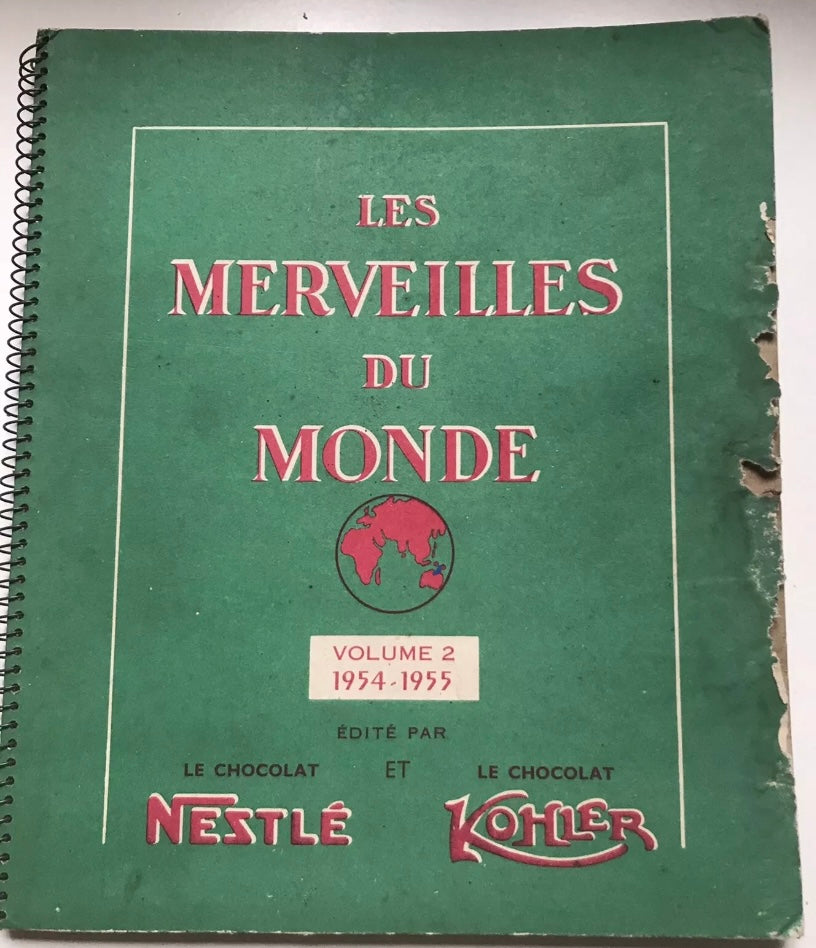 LES
MERVEILLES
DU
MONDE
VOLUME 2
1954-1955
ÉDITÉ PAR
LE CHOCOLAT ET LE CHOCOLAT
NESTLÉ KOHLER